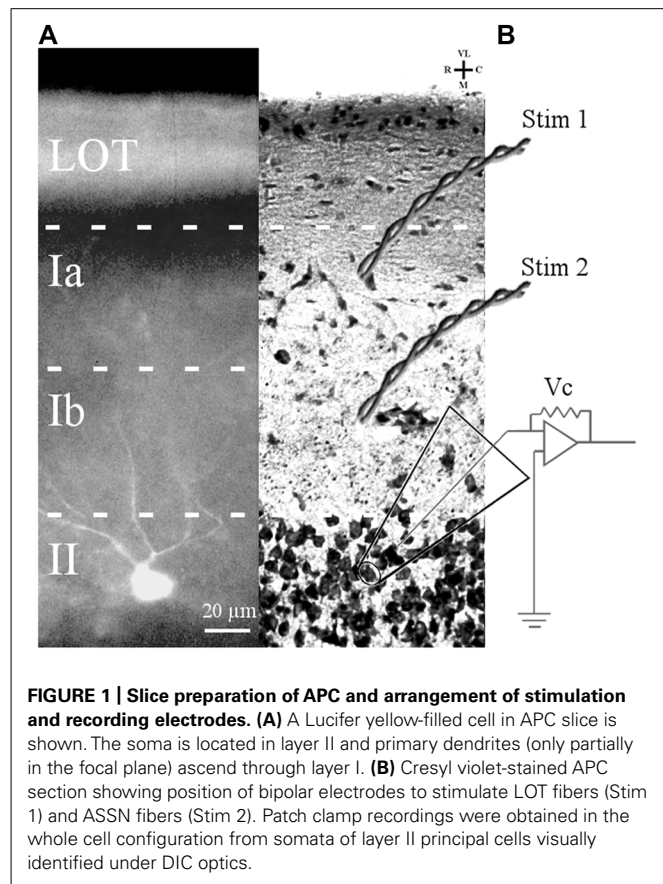 A
B
VL
R C
M
Stim 1
LOT
Ia
Stim 2
Ib
Vc
II
20 µm
FIGURE 1 | Slice preparation of APC and arrangement of stimulation
and recording electrodes. (A) A Lucifer yellow-filled cell in APC slice is
shown. The soma is located in layer II and primary dendrites (only partially
in the focal plane) ascend through layer I. (B) Cresyl violet-stained APC
section showing position of bipolar electrodes to stimulate LOT fibers (Stim
1) and ASSN fibers (Stim 2). Patch clamp recordings were obtained in the
whole cell configuration from somata of layer II principal cells visually
identified under DIC optics.